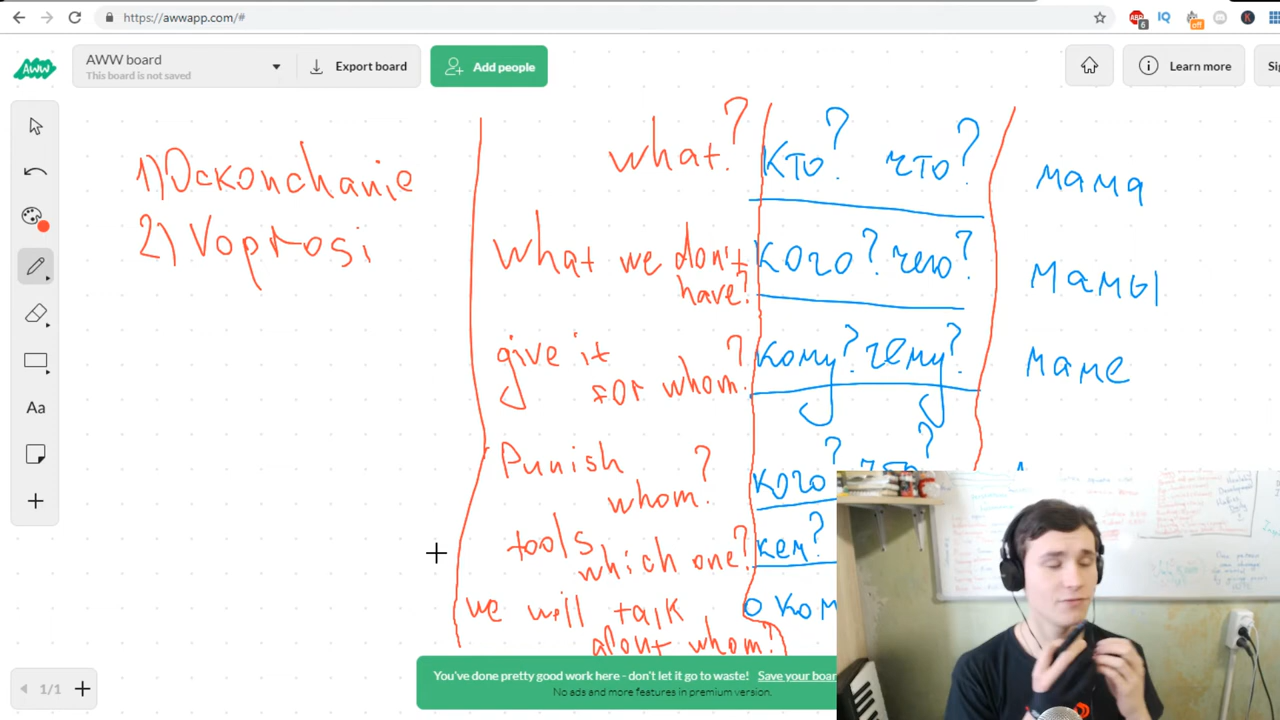 https://awwapp.com/#
AWW board
This board is not saved
Export board
Add people
Learn more
1) Ockonchanie
2) Voprosi
what? кто? что? мама
what we don't have? кого? чего? мамы
give it for whom? кому? чему? маме
Punish whom? кого
tools which one? кем?
we will talk about whom? о ком
Aa
1/1
You've done pretty good work here - don't let it go to waste! Save your boar
No ads and more features in premium version.